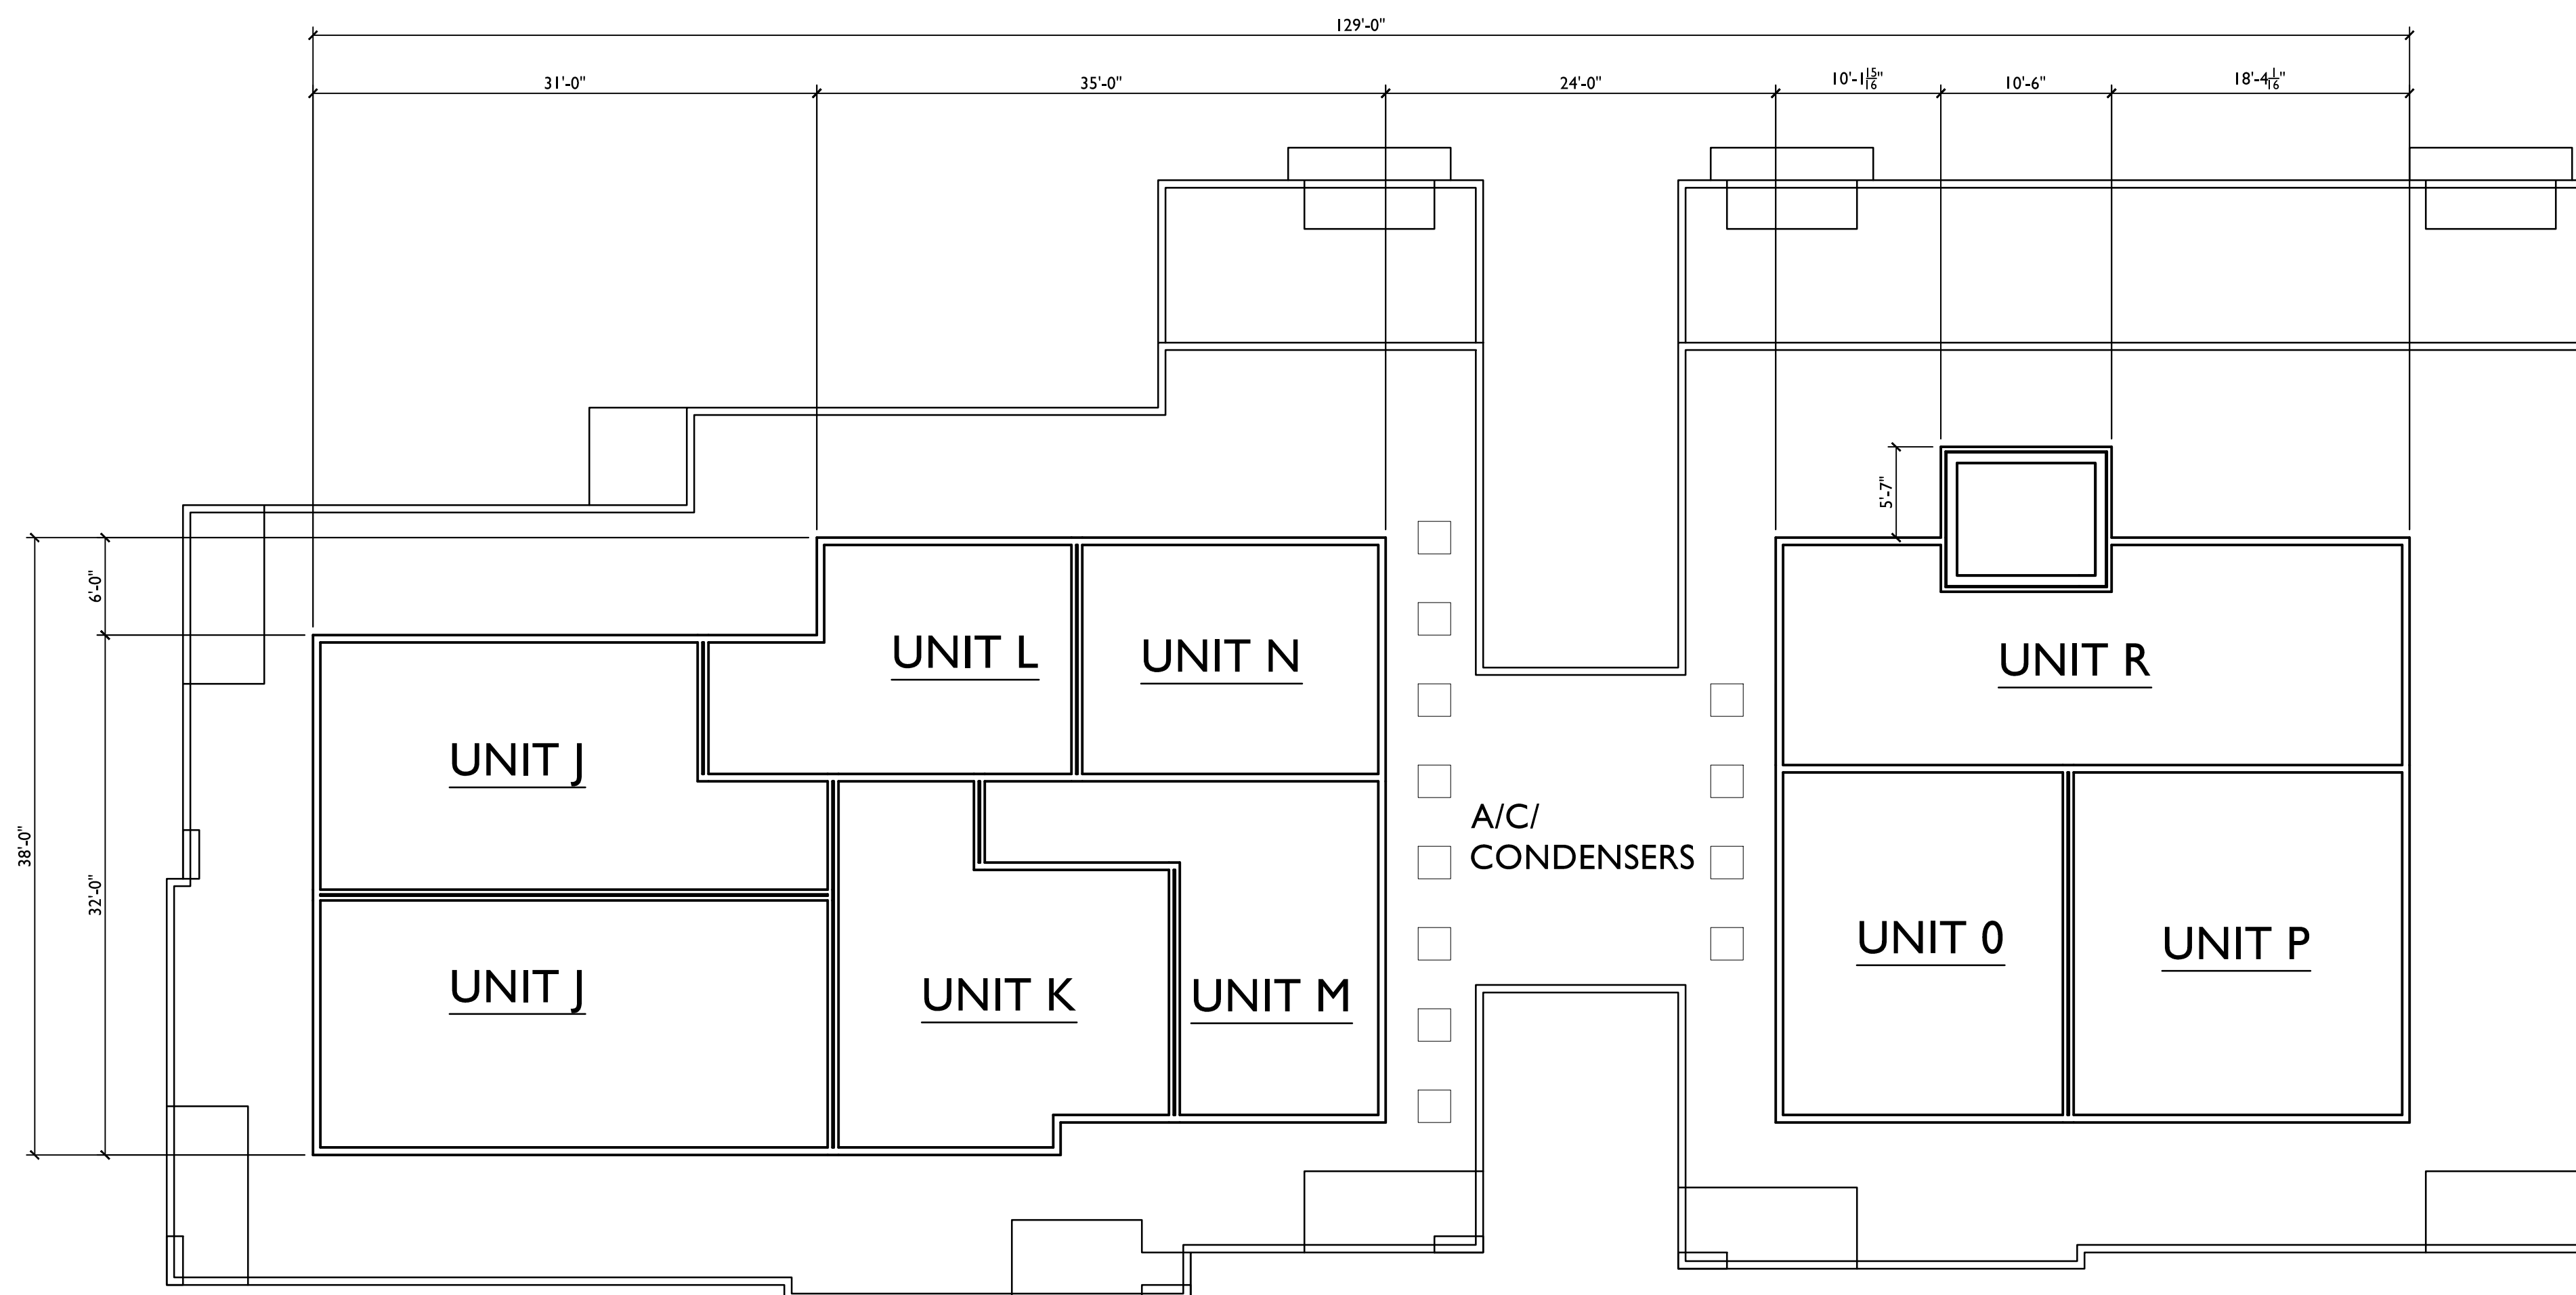 129'-0"
31'-0"
35'-0"
24'-0"
10'-1 15/16"
10'-6"
18'-4 1/16"
5'-7"
6'-0"
38'-0"
32'-0"
UNIT L
UNIT N
UNIT R
UNIT J
A/C/
CONDENSERS
UNIT 0
UNIT P
UNIT J
UNIT K
UNIT M